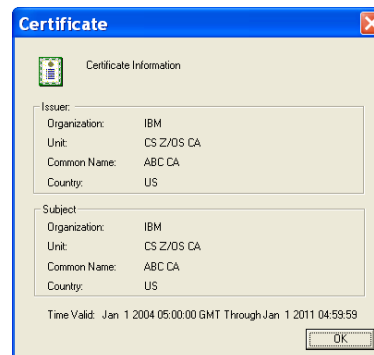 Certificate
Certificate Information
Issuer:
Organization: IBM
Unit: CS Z/OS CA
Common Name: ABC CA
Country: US
Subject
Organization: IBM
Unit: CS Z/OS CA
Common Name: ABC CA
Country: US
Time Valid: Jan 1 2004 05:00:00 GMT Through Jan 1 2011 04:59:59
OK